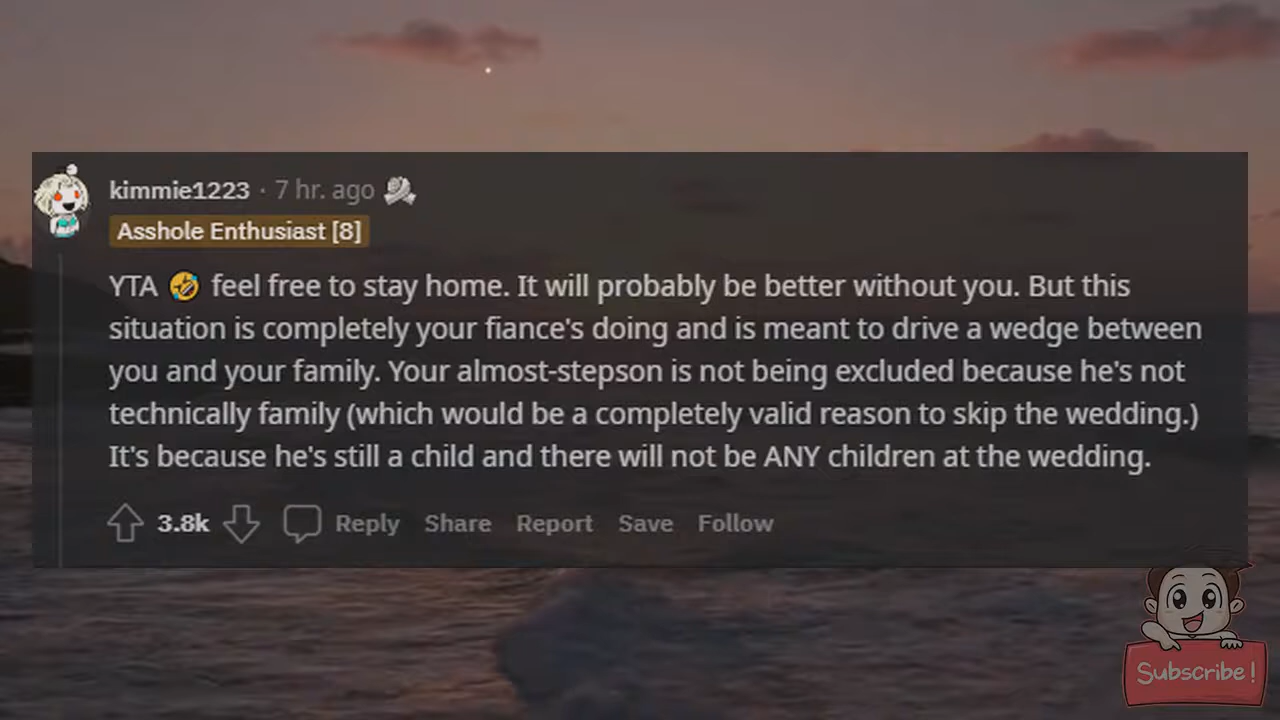 kimmie1223 · 7 hr. ago
Asshole Enthusiast [8]
YTA 🤣 feel free to stay home. It will probably be better without you. But this
situation is completely your fiance's doing and is meant to drive a wedge between
you and your family. Your almost-stepson is not being excluded because he's not
technically family (which would be a completely valid reason to skip the wedding.)
It's because he's still a child and there will not be ANY children at the wedding.
3.8k Reply Share Report Save Follow
Subscribe!